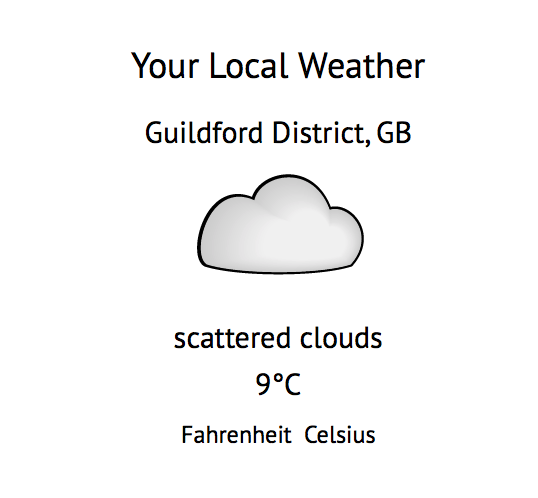 Your Local Weather
Guildford District, GB
scattered clouds
9°C
Fahrenheit Celsius